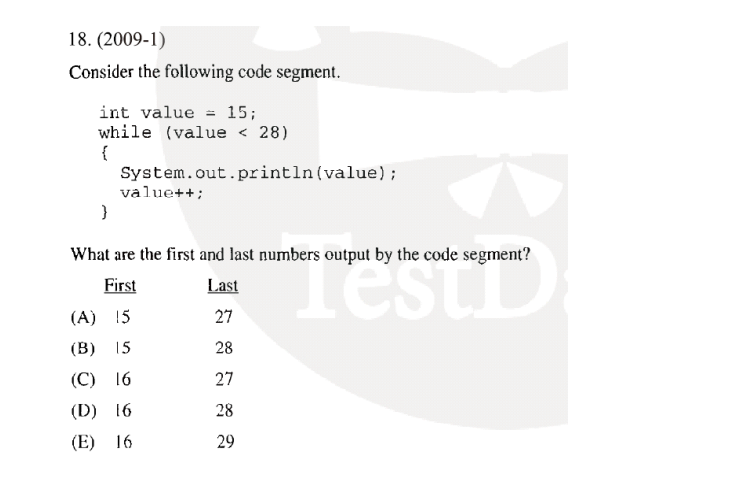 18. (2009-1)
Consider the following code segment.
int value = 15;
while (value < 28)
{
System.out.println(value);
value++;
}
What are the first and last numbers output by the code segment?
First Last
(A) 15 27
(B) 15 28
(C) 16 27
(D) 16 28
(E) 16 29
TestD